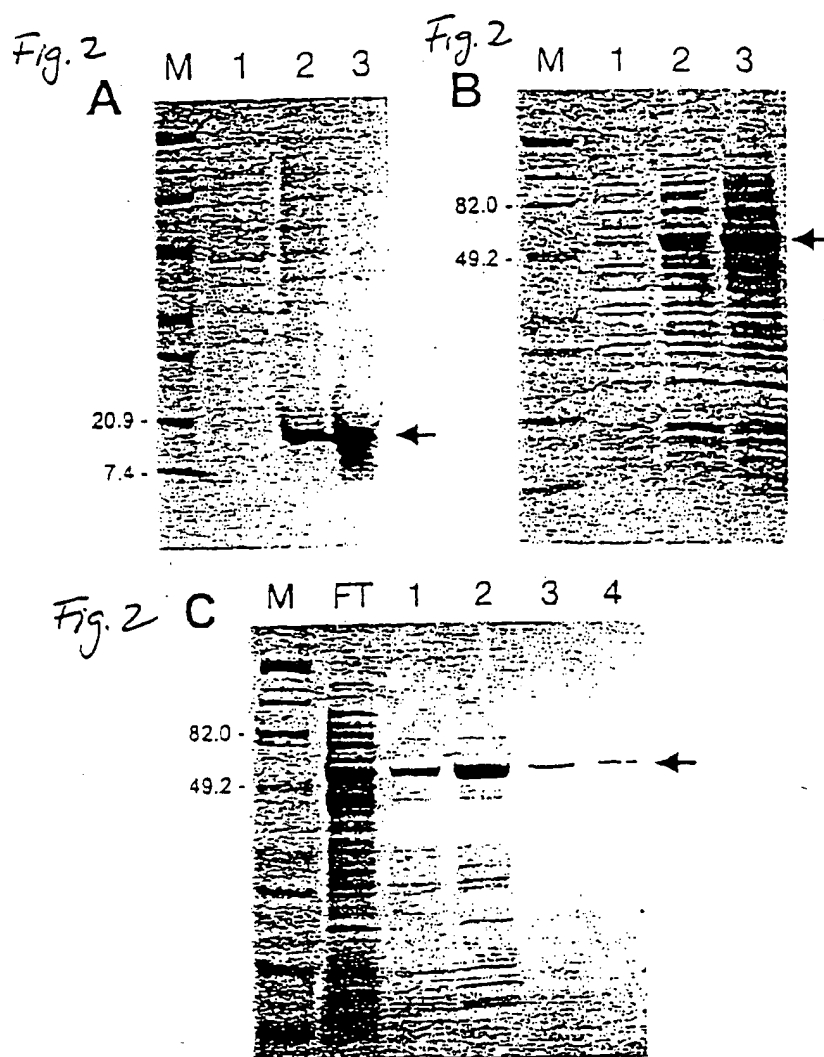 Fig. 2
A
M 1 2 3
20.9 -
7.4 -
Fig. 2
B
M 1 2 3
82.0 -
49.2 -
Fig. 2
C
M FT 1 2 3 4
82.0 -
49.2 -